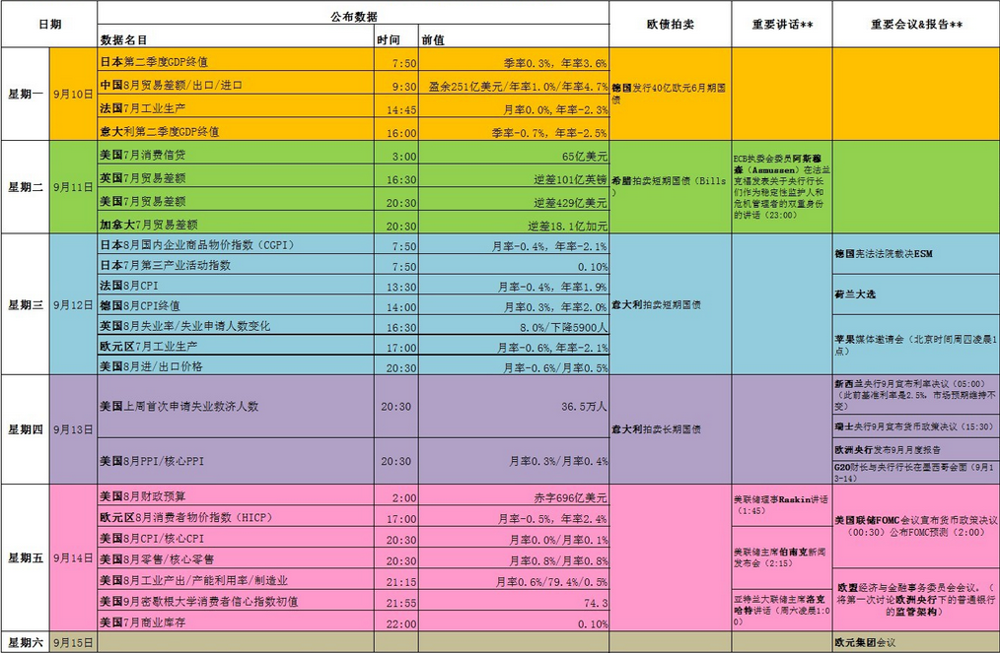 日期
公布数据
欧债拍卖
重要讲话**
重要会议&报告**
数据名目 时间 前值
星期一 9月10日
日本第二季度GDP终值 7:50 季率0.3%, 年率3.6%
中国8月贸易差额/出口/进口 9:30 盈余251亿美元/年率1.0%/年率4.7%
法国7月工业生产 14:45 月率0.0%,年率-2.3%
意大利第二季度GDP终值 16:00 季率-0.7%, 年率-2.5%
德国发行40亿欧元6月期国
债
星期二 9月11日
美国7月消费信贷 3:00 65亿美元
英国7月贸易差额 16:30 逆差101亿英镑
美国7月贸易差额 20:30 逆差429亿美元
加拿大7月贸易差额 20:30 逆差18.1亿加元
希腊拍卖短期国债(Bills
)
ECB执委会委员阿斯穆
森(Asmussen)在法兰
克福发表关于央行行长
们作为稳定性监护人和
危机管理者的双重身份
的讲话(23:00)
星期三 9月12日
日本8月国内企业商品物价指数(CGPI) 7:50 月率-0.4%, 年率-2.1%
日本7月第三产业活动指数 7:50 0.10%
法国8月CPI 13:30 月率-0.4%, 年率1.9%
德国8月CPI终值 14:00 月率0.3%, 年率2.0%
英国8月失业率/失业申请人数变化 16:30 8.0%/下降5900人
欧元区7月工业生产 17:00 月率-0.6%,年率-2.1%
美国8月进/出口价格 20:30 月率-0.6%/月率0.5%
意大利拍卖短期国债
德国宪法法院裁决ESM
荷兰大选
苹果媒体邀请会(北京时间周四凌晨1
点)
星期四 9月13日
美国上周首次申请失业救济人数 20:30 36.5万人
美国8月PPI/核心PPI 20:30 月率0.3%/月率0.4%
意大利拍卖长期国债
新西兰央行9月宣布利率决议(05:00)
(此前基准利率是2.5%,市场预期维持不
变)
瑞士央行9月宣布货币政策决议(15:30)
欧洲央行发布9月月度报告
G20财长与央行行长在墨西哥会面(9月1
3-14)
星期五 9月14日
美国8月财政预算 2:00 赤字696亿美元
欧元区8月消费者物价指数(HICP) 17:00 月率-0.5%, 年率2.4%
美国8月CPI/核心CPI 20:30 月率0.0%/月率0.1%
美国8月零售/核心零售 20:30 月率0.8%/月率0.8%
美国8月工业产出/产能利用率/制造业 21:15 月率0.6%/79.4%/0.5%
美国9月密歇根大学消费者信心指数初值 21:55 74.3
美国7月商业库存 22:00 0.10%
美联储理事Raskin讲话
(1:45)
美联储主席伯南克新闻
发布会(2:15)
亚特兰大联储主席洛克
哈特讲话(周六凌晨1:0
0)
美国联储FOMC会议宣布货币政策决议
(00:30)公布FOMC预测(2:00)
欧盟经济与金融事务委员会会议。(
将第一次讨论欧洲央行下的普通银行
的监管架构)
星期六 9月15日
欧元集团会议